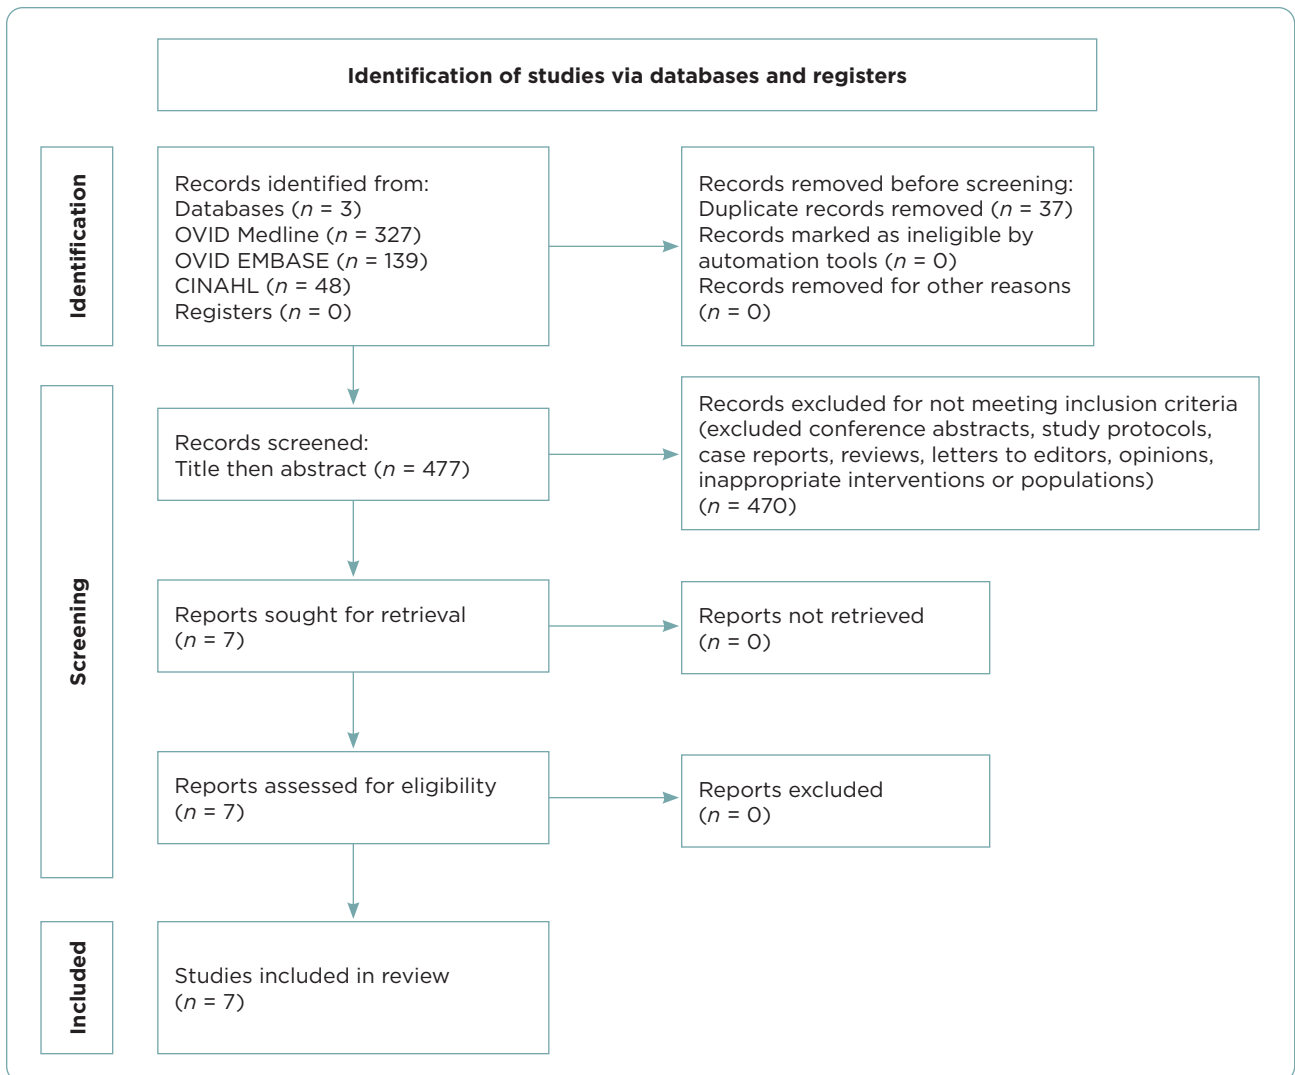 Identification of studies via databases and registers
Identification
Records identified from:
Databases (n = 3)
OVID Medline (n = 327)
OVID EMBASE (n = 139)
CINAHL (n = 48)
Registers (n = 0)
Records removed before screening:
Duplicate records removed (n = 37)
Records marked as ineligible by
automation tools (n = 0)
Records removed for other reasons
(n = 0)
Screening
Records screened:
Title then abstract (n = 477)
Records excluded for not meeting inclusion criteria
(excluded conference abstracts, study protocols,
case reports, reviews, letters to editors, opinions,
inappropriate interventions or populations)
(n = 470)
Reports sought for retrieval
(n = 7)
Reports not retrieved
(n = 0)
Reports assessed for eligibility
(n = 7)
Reports excluded
(n = 0)
Included
Studies included in review
(n = 7)